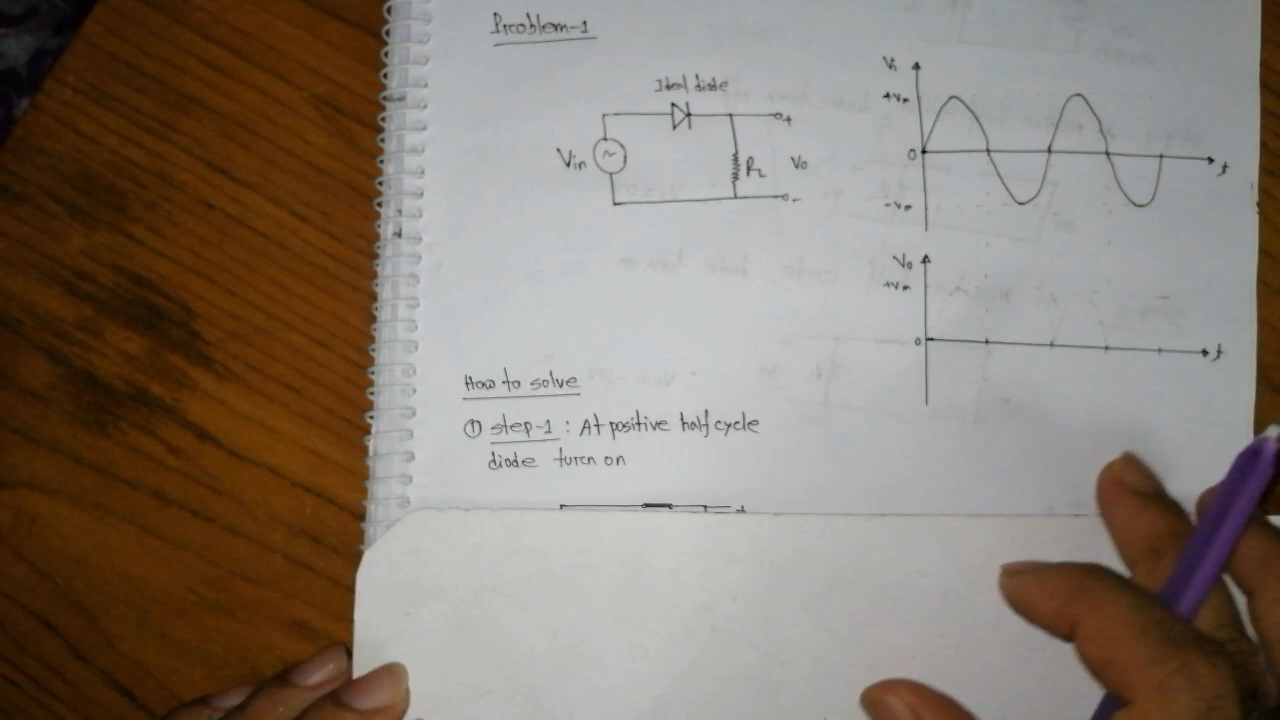 Problem-1
Ideal diode
Vin
~
RL
+
Vo
-
Vi
+Vm
0
-Vm
t
Vo
+Vm
0
t
How to solve
① step-1 : At positive half cycle
diode turn on
+